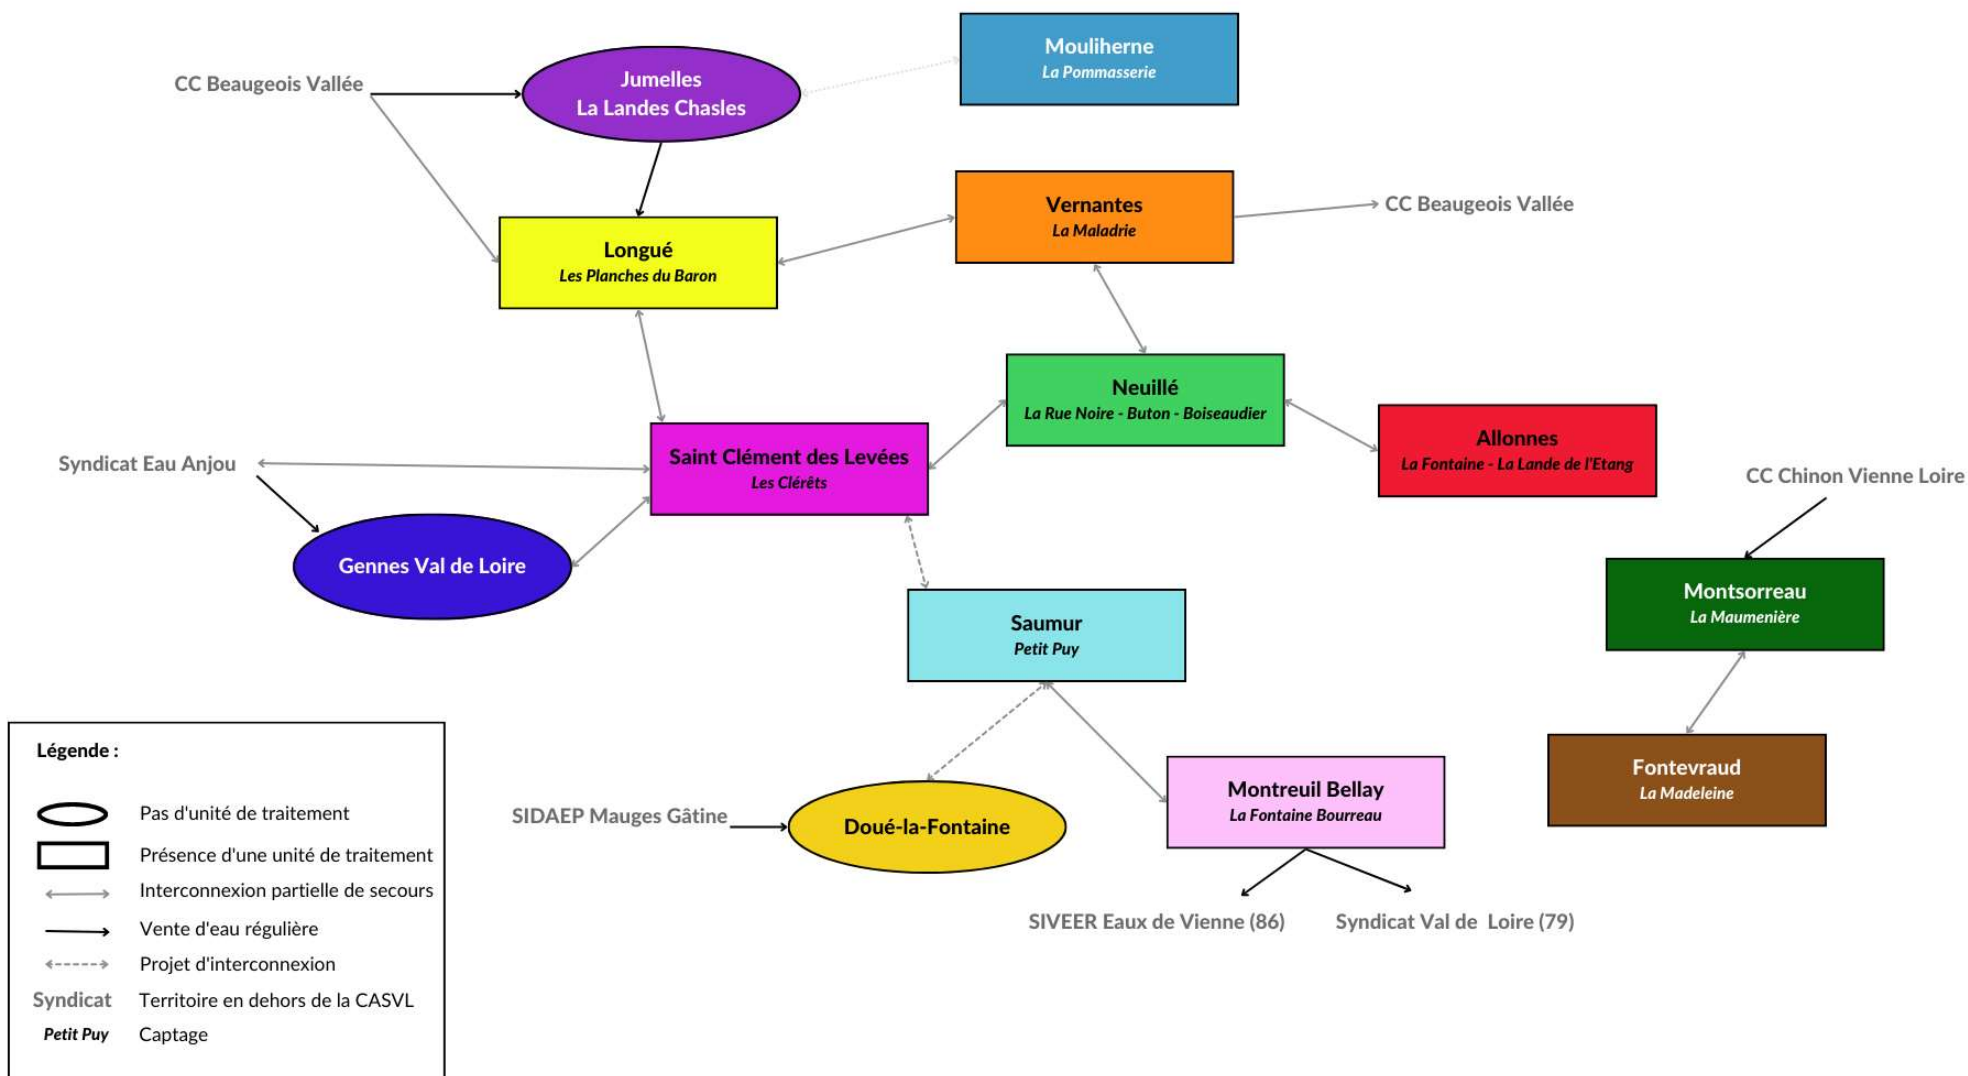 Mouliherne
La Pommasserie
CC Beaugeois Vallée
Jumelles
La Landes Chasles
Vernantes
La Maladrie
CC Beaugeois Vallée
Longué
Les Planches du Baron
Neuillé
La Rue Noire - Buton - Boiseaudier
Allonnes
La Fontaine - La Lande de l'Etang
Saint Clément des Levées
Les Clérêts
Syndicat Eau Anjou
CC Chinon Vienne Loire
Gennes Val de Loire
Montsorreau
La Maumenière
Saumur
Petit Puy
Fontevraud
La Madeleine
Montreuil Bellay
La Fontaine Bourreau
SIDAEP Mauges Gâtine
Doué-la-Fontaine
SIVEER Eaux de Vienne (86)
Syndicat Val de Loire (79)
Légende :
Pas d'unité de traitement
Présence d'une unité de traitement
Interconnexion partielle de secours
Vente d'eau régulière
Projet d'interconnexion
Syndicat Territoire en dehors de la CASVL
Petit Puy Captage